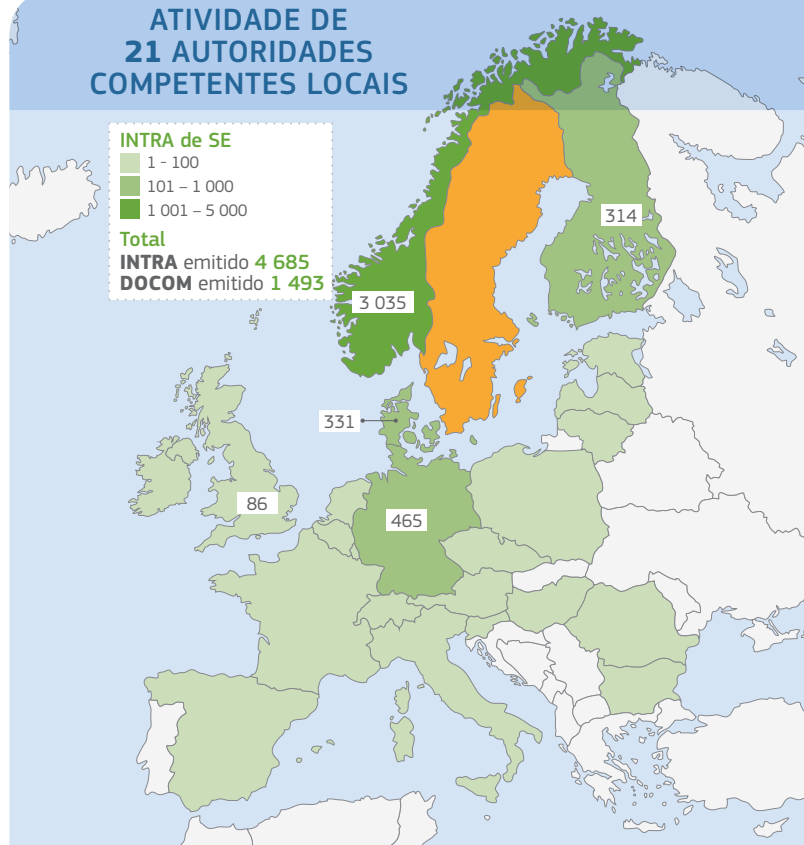 ATIVIDADE DE
21 AUTORIDADES
COMPETENTES LOCAIS
INTRA de SE
1 - 100
101 – 1 000
1 001 – 5 000
Total
INTRA emitido 4 685
DOCOM emitido 1 493
314
3 035
331
86
465